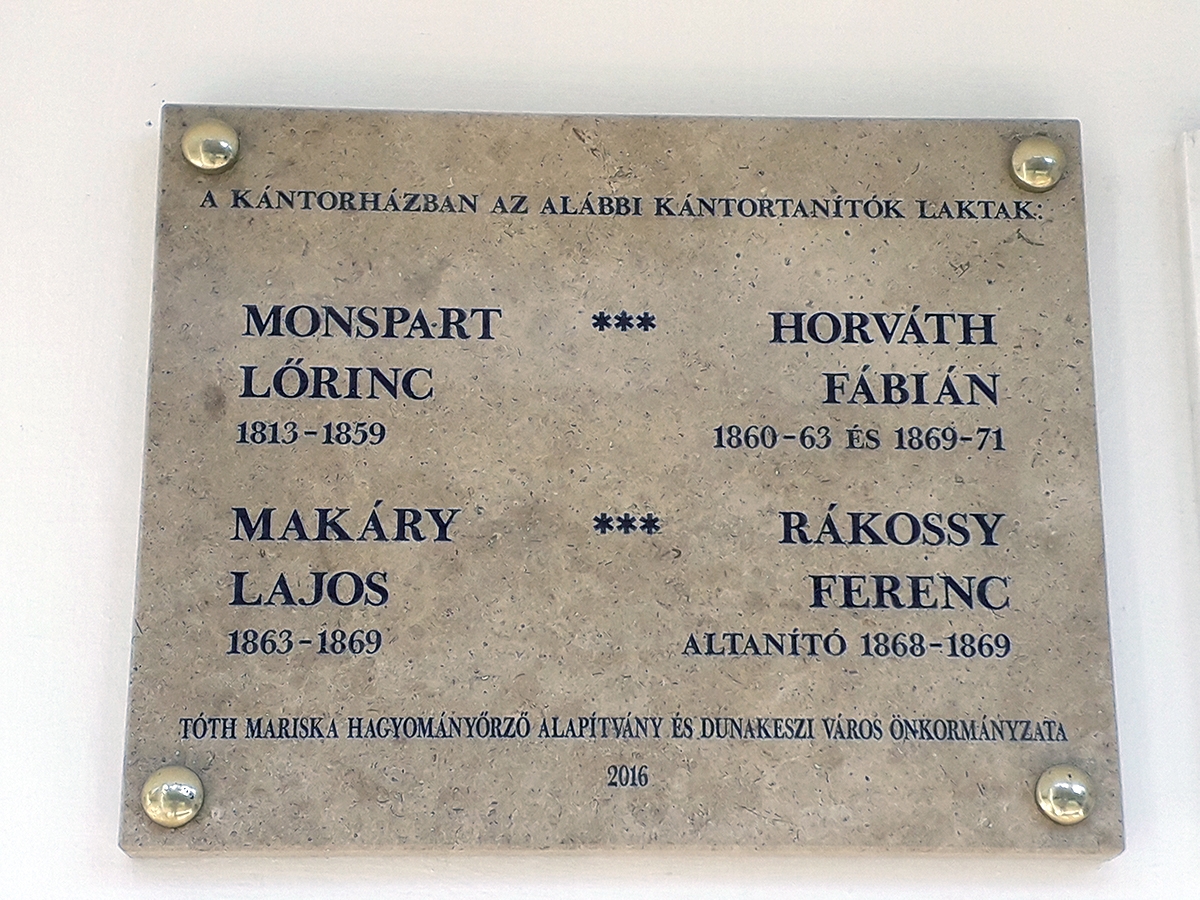 A KÁNTORHÁZBAN AZ ALÁBBI KÁNTORTANÍTÓK LAKTAK:
MONSPART *** HORVÁTH
LŐRINC FÁBIÁN
1813-1859 1860-63 ÉS 1869-71
MAKÁRY *** RÁKOSSY
LAJOS FERENC
1863-1869 ALTANÍTÓ 1868-1869
TÓTH MARISKA HAGYOMÁNYŐRZŐ ALAPÍTVÁNY ÉS DUNAKESZI VÁROS ÖNKORMÁNYZATA
2016